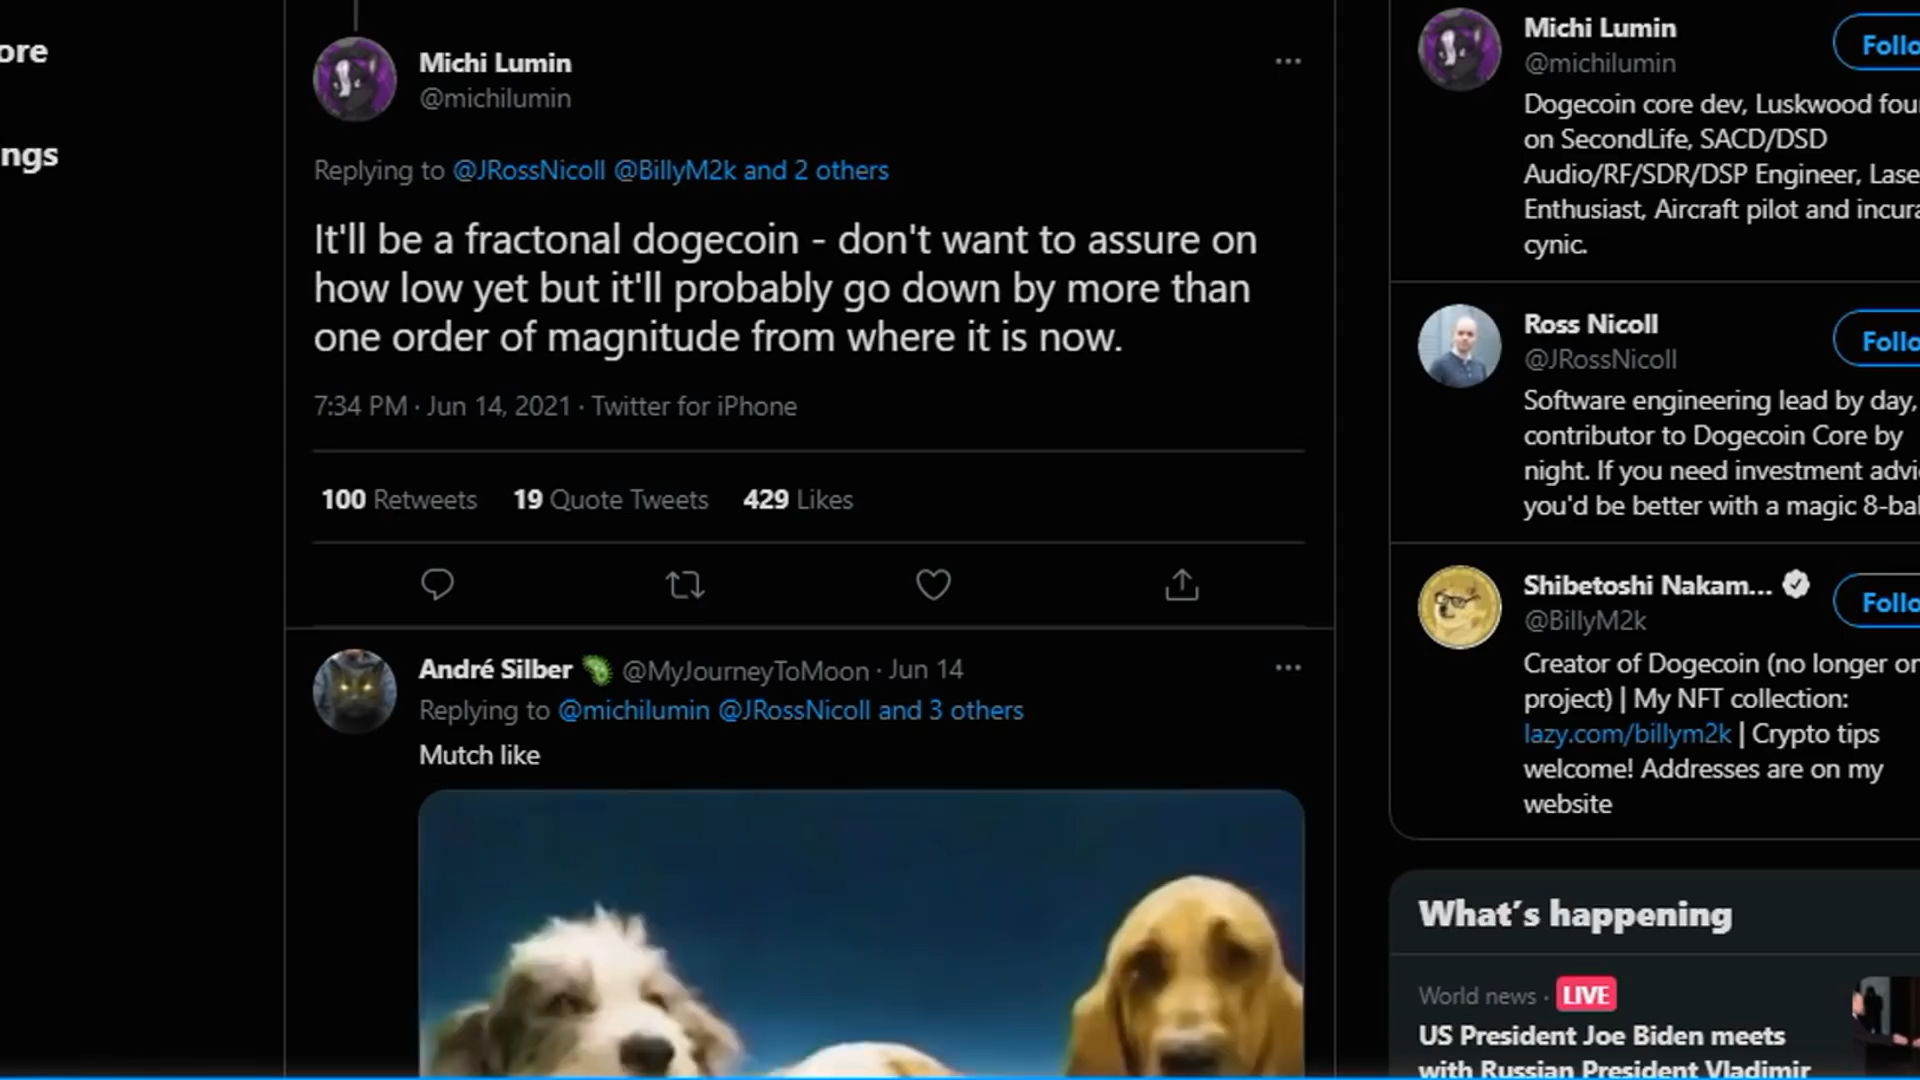 ore
ngs
Michi Lumin
@michilumin
Replying to @JRossNicoll @BillyM2k and 2 others
It'll be a fractonal dogecoin - don't want to assure on
how low yet but it'll probably go down by more than
one order of magnitude from where it is now.
7:34 PM · Jun 14, 2021 · Twitter for iPhone
100 Retweets 19 Quote Tweets 429 Likes
André Silber @MyJourneyToMoon · Jun 14
Replying to @michilumin @JRossNicoll and 3 others
Mutch like
Michi Lumin
Follo
@michilumin
Dogecoin core dev, Luskwood fou
on SecondLife, SACD/DSD
Audio/RF/SDR/DSP Engineer, Lase
Enthusiast, Aircraft pilot and incura
cynic.
Ross Nicoll
Follo
@JRossNicoll
Software engineering lead by day,
contributor to Dogecoin Core by
night. If you need investment advi
you'd be better with a magic 8-bal
Shibetoshi Nakam...
Follo
@BillyM2k
Creator of Dogecoin (no longer on
project) | My NFT collection:
lazy.com/billym2k | Crypto tips
welcome! Addresses are on my
website
What's happening
World news · LIVE
US President Joe Biden meets
with Russian President Vladimir